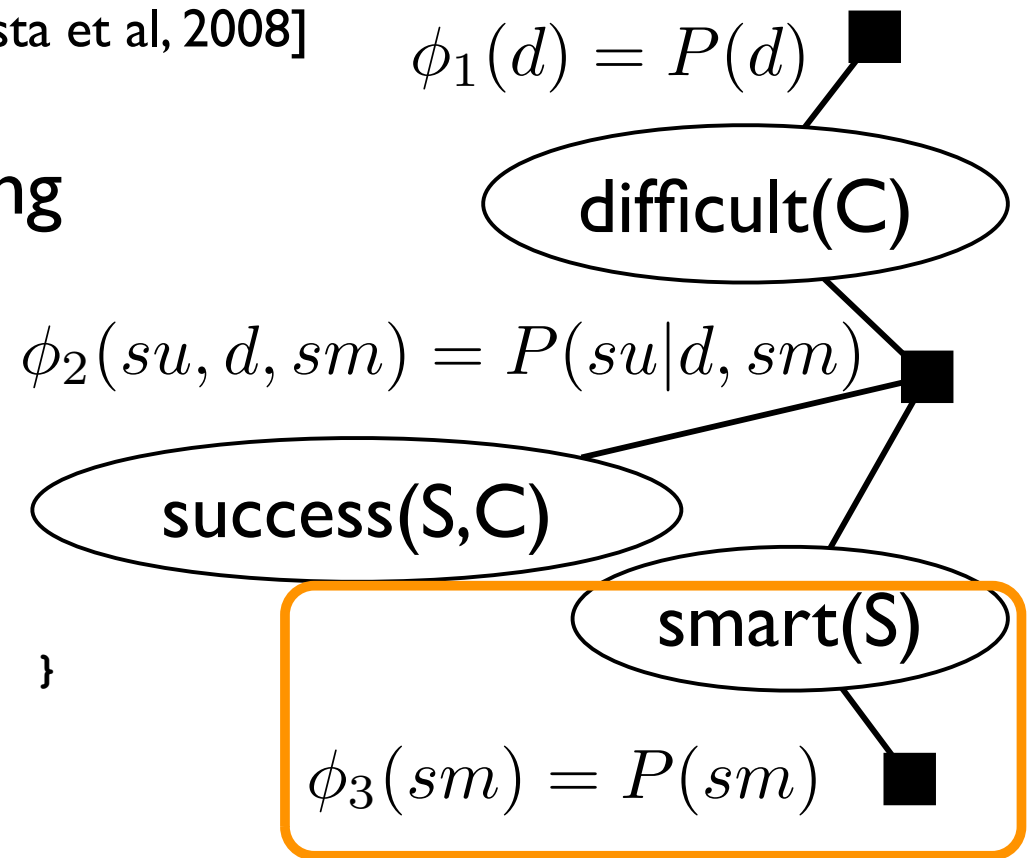 sta et al, 2008]
ϕ₁(d) = P(d)
ng
difficult(C)
ϕ₂(su, d, sm) = P(su|d, sm)
success(S,C)
smart(S)
}
ϕ₃(sm) = P(sm)